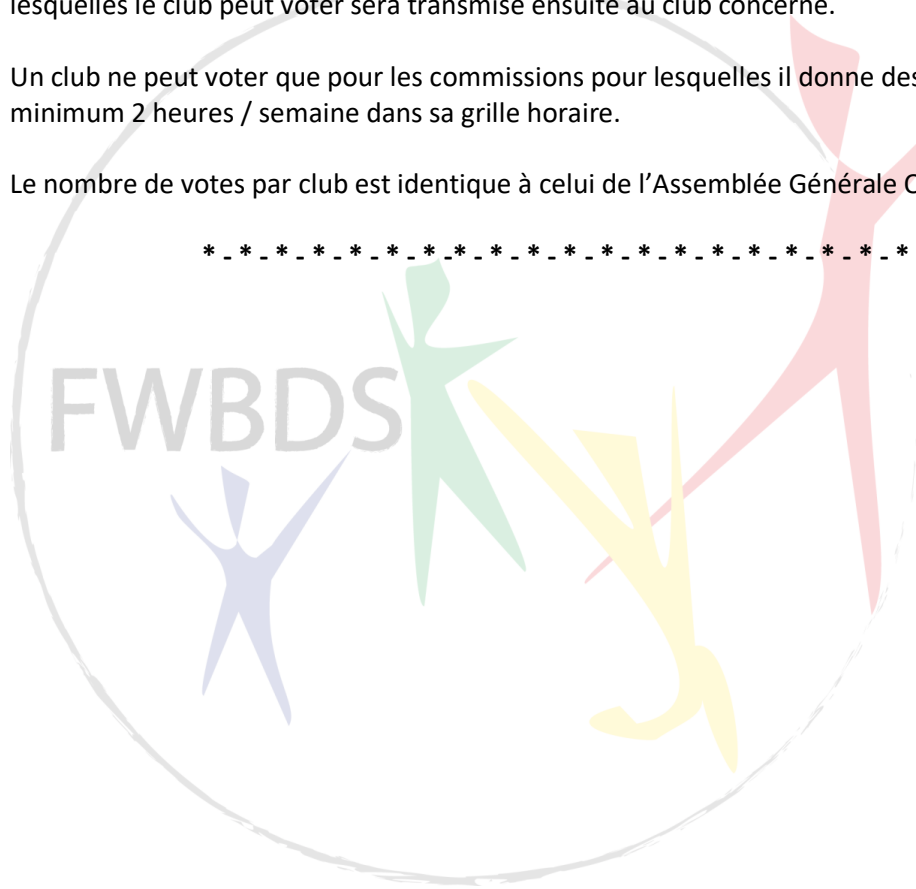 lesquelles le club peut voter sera transmise ensuite au club concerné.
Un club ne peut voter que pour les commissions pour lesquelles il donne des
minimum 2 heures / semaine dans sa grille horaire.
Le nombre de votes par club est identique à celui de l’Assemblée Générale
* - * - * - * - * - * - * -* - * - * - * - * - * - * - * - * - * - * - * - *
FWBDS